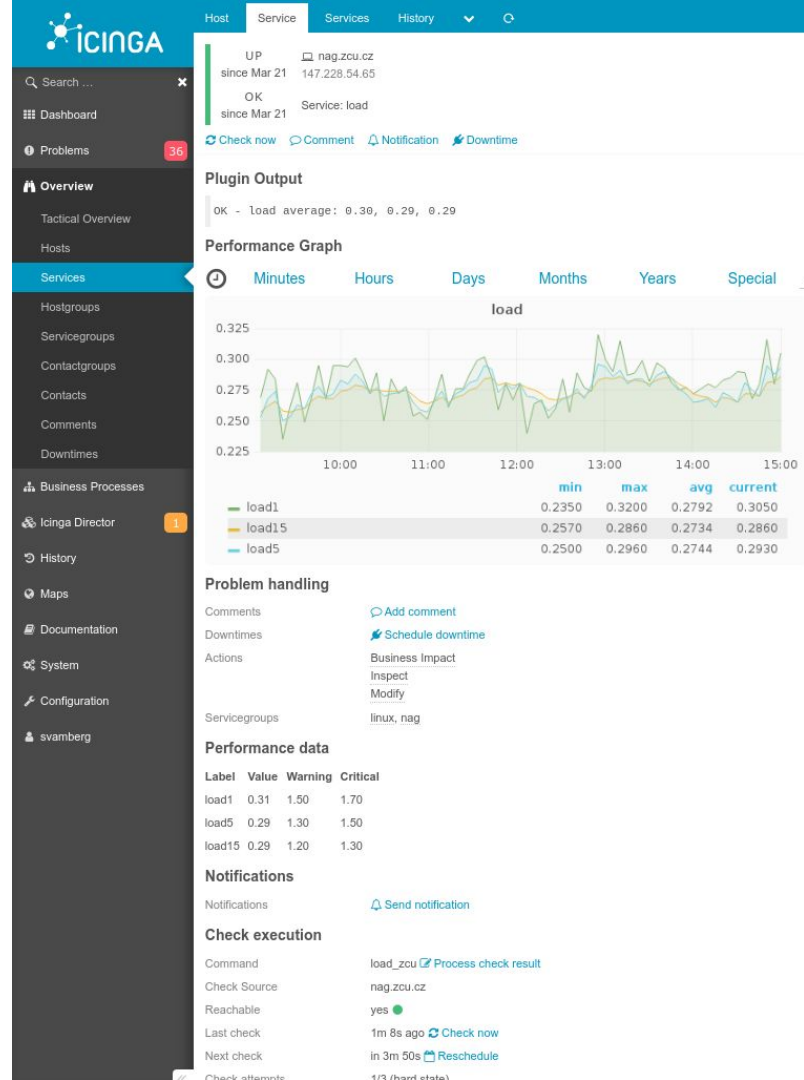 icinga
Search ...
Dashboard
Problems 36
Overview
Tactical Overview
Hosts
Services
Hostgroups
Servicegroups
Contactgroups
Contacts
Comments
Downtimes
Business Processes
Icinga Director 1
History
Maps
Documentation
System
Configuration
svamberg
Host Service Services History
UP nag.zcu.cz
since Mar 21 147.228.54.65
OK
since Mar 21 Service: load
Check now Comment Notification Downtime
Plugin Output
OK - load average: 0.30, 0.29, 0.29
Performance Graph
Minutes Hours Days Months Years Special
load
0.325
0.300
0.275
0.250
0.225
10:00 11:00 12:00 13:00 14:00 15:00
min max avg current
load1 0.2350 0.3200 0.2792 0.3050
load15 0.2570 0.2860 0.2734 0.2860
load5 0.2500 0.2960 0.2744 0.2930
Problem handling
Comments Add comment
Downtimes Schedule downtime
Actions Business Impact
Inspect
Modify
Servicegroups linux, nag
Performance data
Label Value Warning Critical
load1 0.31 1.50 1.70
load5 0.29 1.30 1.50
load15 0.29 1.20 1.30
Notifications
Notifications Send notification
Check execution
Command load_zcu Process check result
Check Source nag.zcu.cz
Reachable yes
Last check 1m 8s ago Check now
Next check in 3m 50s Reschedule
Check attempts 1/3 (hard state)